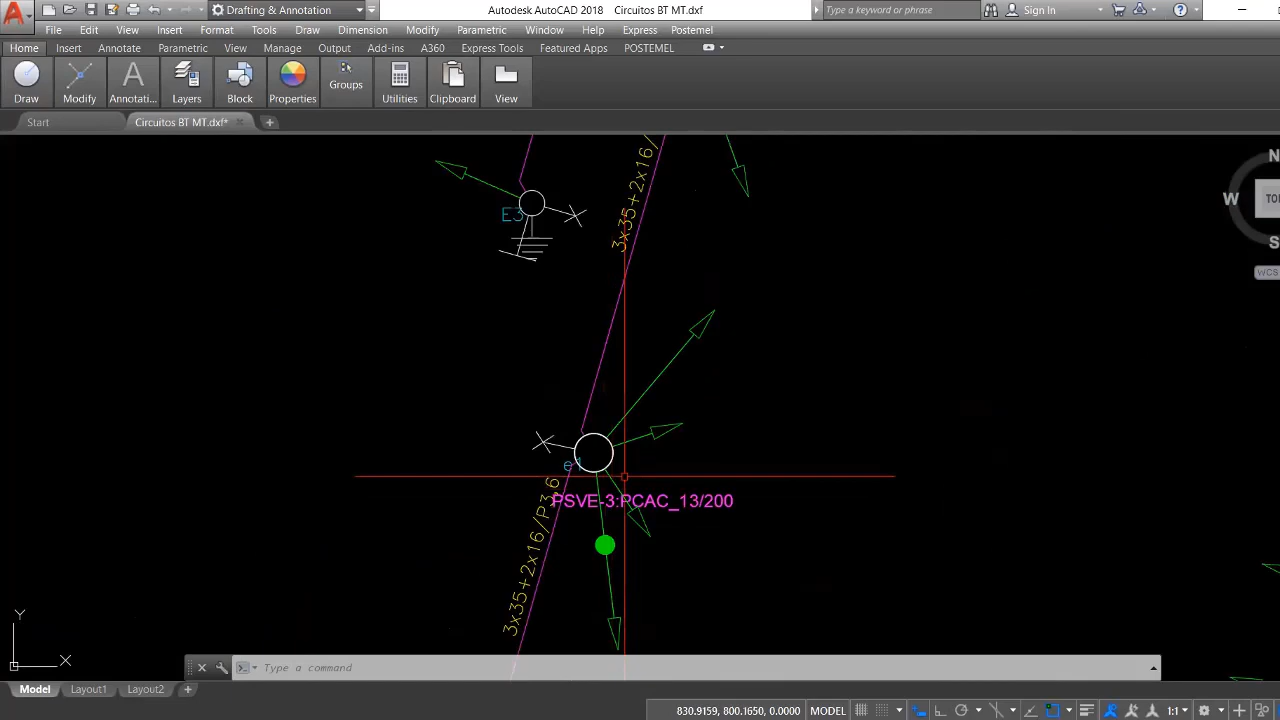 Drafting & Annotation
Autodesk AutoCAD 2018 Circuitos BT MT.dxf
Type a keyword or phrase
Sign In
File Edit View Insert Format Tools Draw Dimension Modify Parametric Window Help Express Postemel
Home Insert Annotate Parametric View Manage Output Add-ins A360 Express Tools Featured Apps POSTEMEL
Draw Modify Annotati... Layers Block Properties Groups Utilities Clipboard View
Start Circuitos BT MT.dxf*
N
W
S
WCS
3x35+2x16/
E3
e1
PSVE-3:PCAC_13/200
3x35+2x16/P3,6
Y
X
Type a command
Model Layout1 Layout2
830.9159, 800.1650, 0.0000 MODEL 1:1